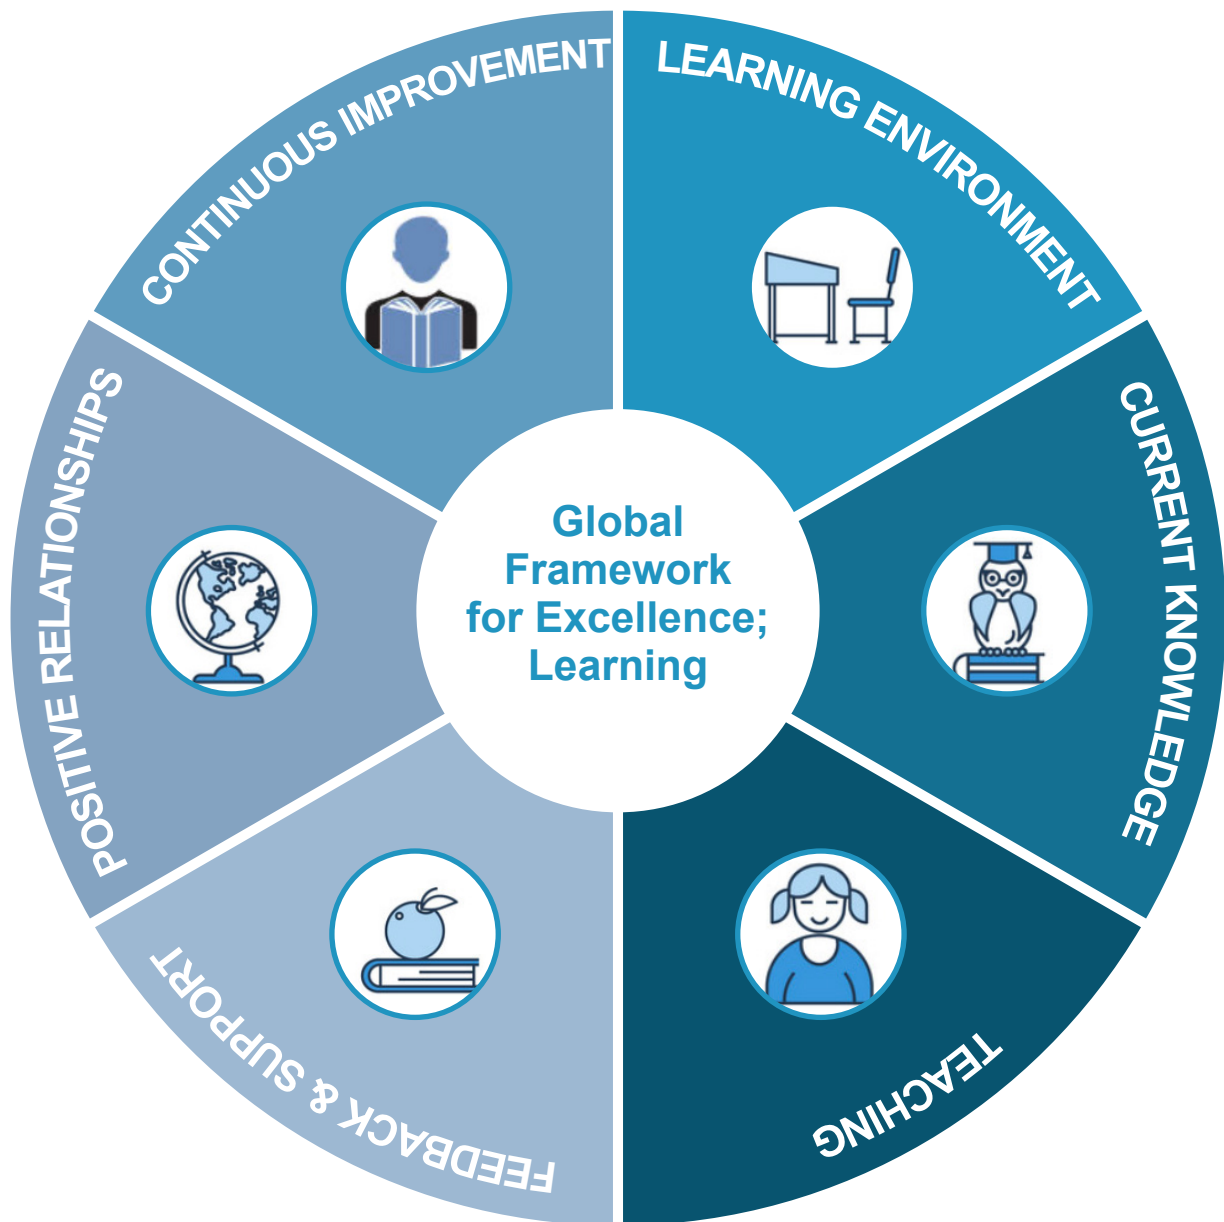 CONTINUOUS IMPROVEMENT
LEARNING ENVIRONMENT
CURRENT KNOWLEDGE
TEACHING
FEEDBACK & SUPPORT
POSITIVE RELATIONSHIPS
Global
Framework
for Excellence;
Learning